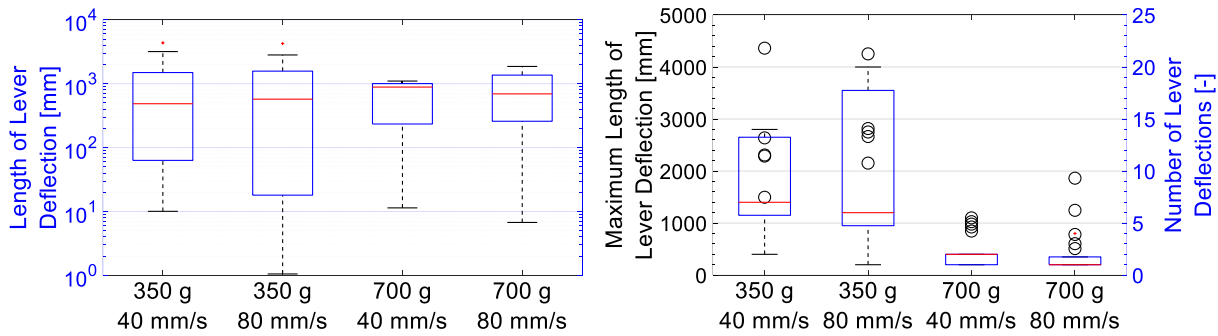 Length of Lever
Deflection [mm]
10^4
10^3
10^2
10^1
10^0
350 g
40 mm/s
350 g
80 mm/s
700 g
40 mm/s
700 g
80 mm/s
Maximum Length of
Lever Deflection [mm]
5000
4000
3000
2000
1000
0
350 g
40 mm/s
350 g
80 mm/s
700 g
40 mm/s
700 g
80 mm/s
25
20
15
10
5
0
Number of Lever
Deflections [-]